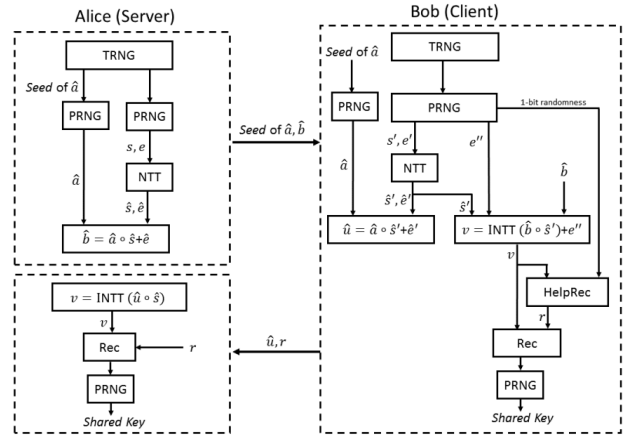 Alice (Server)
TRNG
Seed of â
PRNG
PRNG
s, e
NTT
â
ŝ, ê
b̂ = â ∘ ŝ+ê
Seed of â, b̂
Bob (Client)
Seed of â
TRNG
PRNG
PRNG
1-bit randomness
s′, e′
e′′
NTT
â
b̂
ŝ′, ê′
ŝ′
û = â ∘ ŝ′+ê′
v = INTT (b̂ ∘ ŝ′)+e′′
v
HelpRec
r
Rec
PRNG
Shared Key
v = INTT (û ∘ ŝ)
v
Rec
r
PRNG
Shared Key
û, r